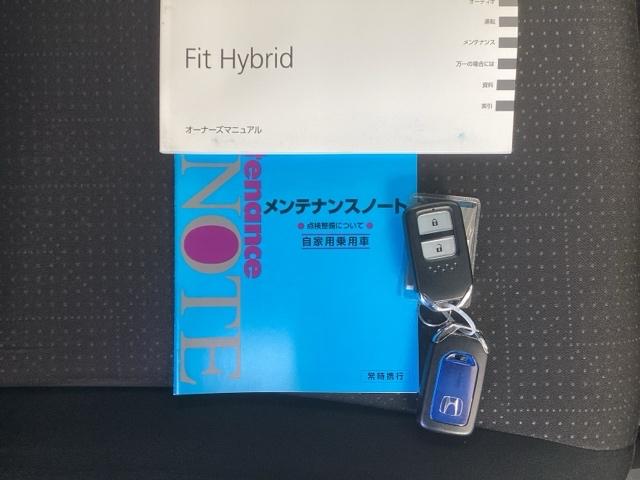 オーディオ
運転
メンテナンス
万一の場合には
資料
索引
Fit Hybrid
オーナーズマニュアル
メンテナンスノート
点検整備について
自家用乗用車
tenance
NOTE
常時携行